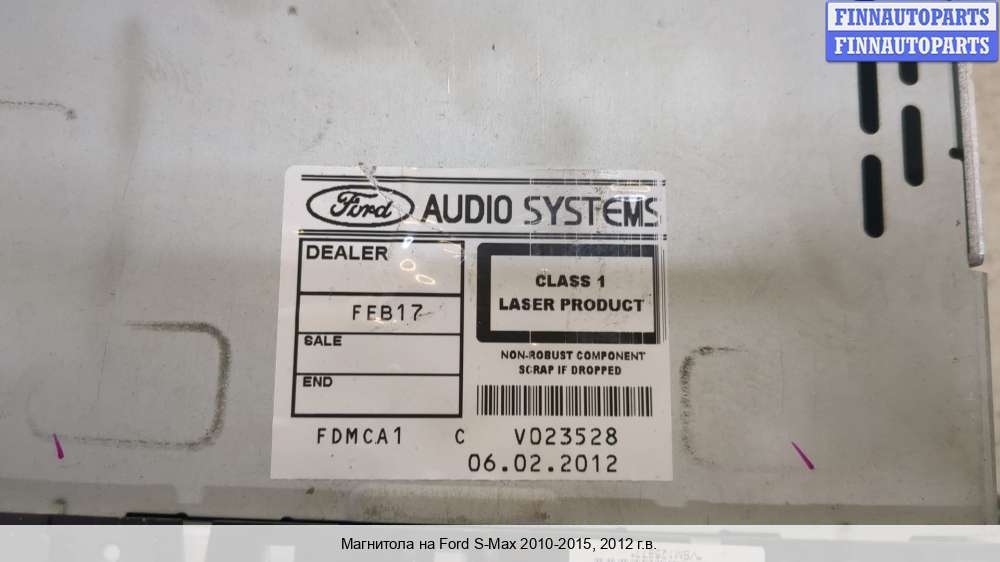 FINNAUTOPARTS
FINNAUTOPARTS
Ford AUDIO SYSTEMS
DEALER
FFB17
SALE
END
CLASS 1
LASER PRODUCT
NON-ROBUST COMPONENT
SCRAP IF DROPPED
FDMCA1 C V023528
06.02.2012
Магнитола на Ford S-Max 2010-2015, 2012 г.в.